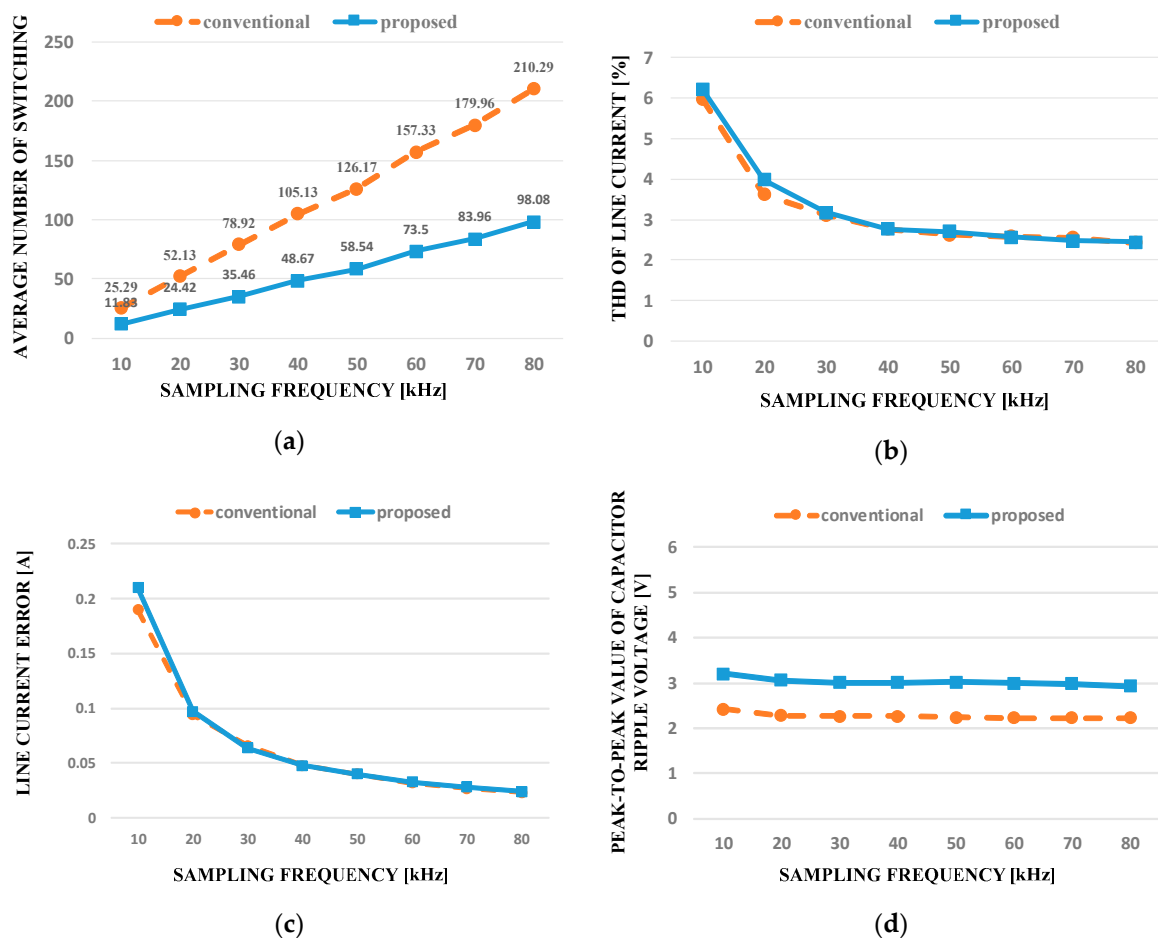 conventional proposed
AVERAGE NUMBER OF SWITCHING
250
200
150
100
50
0
25.29
52.13
78.92
105.13
126.17
157.33
179.96
210.29
11.83
24.42
35.46
48.67
58.54
73.5
83.96
98.08
10 20 30 40 50 60 70 80
SAMPLING FREQUENCY [kHz]
(a)
conventional proposed
THD OF LINE CURRENT [%]
7
6
5
4
3
2
1
0
10 20 30 40 50 60 70 80
SAMPLING FREQUENCY [kHz]
(b)
conventional proposed
LINE CURRENT ERROR [A]
0.25
0.2
0.15
0.1
0.05
0
10 20 30 40 50 60 70 80
SAMPLING FREQUENCY [kHz]
(c)
conventional proposed
PEAK-TO-PEAK VALUE OF CAPACITOR
RIPPLE VOLTAGE [V]
6
5
4
3
2
1
0
10 20 30 40 50 60 70 80
SAMPLING FREQUENCY [kHz]
(d)